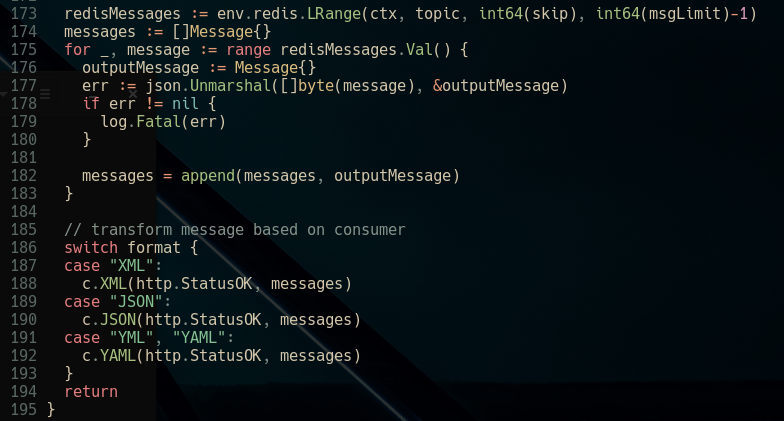 173 redisMessages := env.redis.LRange(ctx, topic, int64(skip), int64(msgLimit)-1)
174 messages := []Message{}
175 for _, message := range redisMessages.Val() {
176 outputMessage := Message{}
177 err := json.Unmarshal([]byte(message), &outputMessage)
178 if err != nil {
179 log.Fatal(err)
180 }
181
182 messages = append(messages, outputMessage)
183 }
184
185 // transform message based on consumer
186 switch format {
187 case "XML":
188 c.XML(http.StatusOK, messages)
189 case "JSON":
190 c.JSON(http.StatusOK, messages)
191 case "YML", "YAML":
192 c.YAML(http.StatusOK, messages)
193 }
194 return
195 }